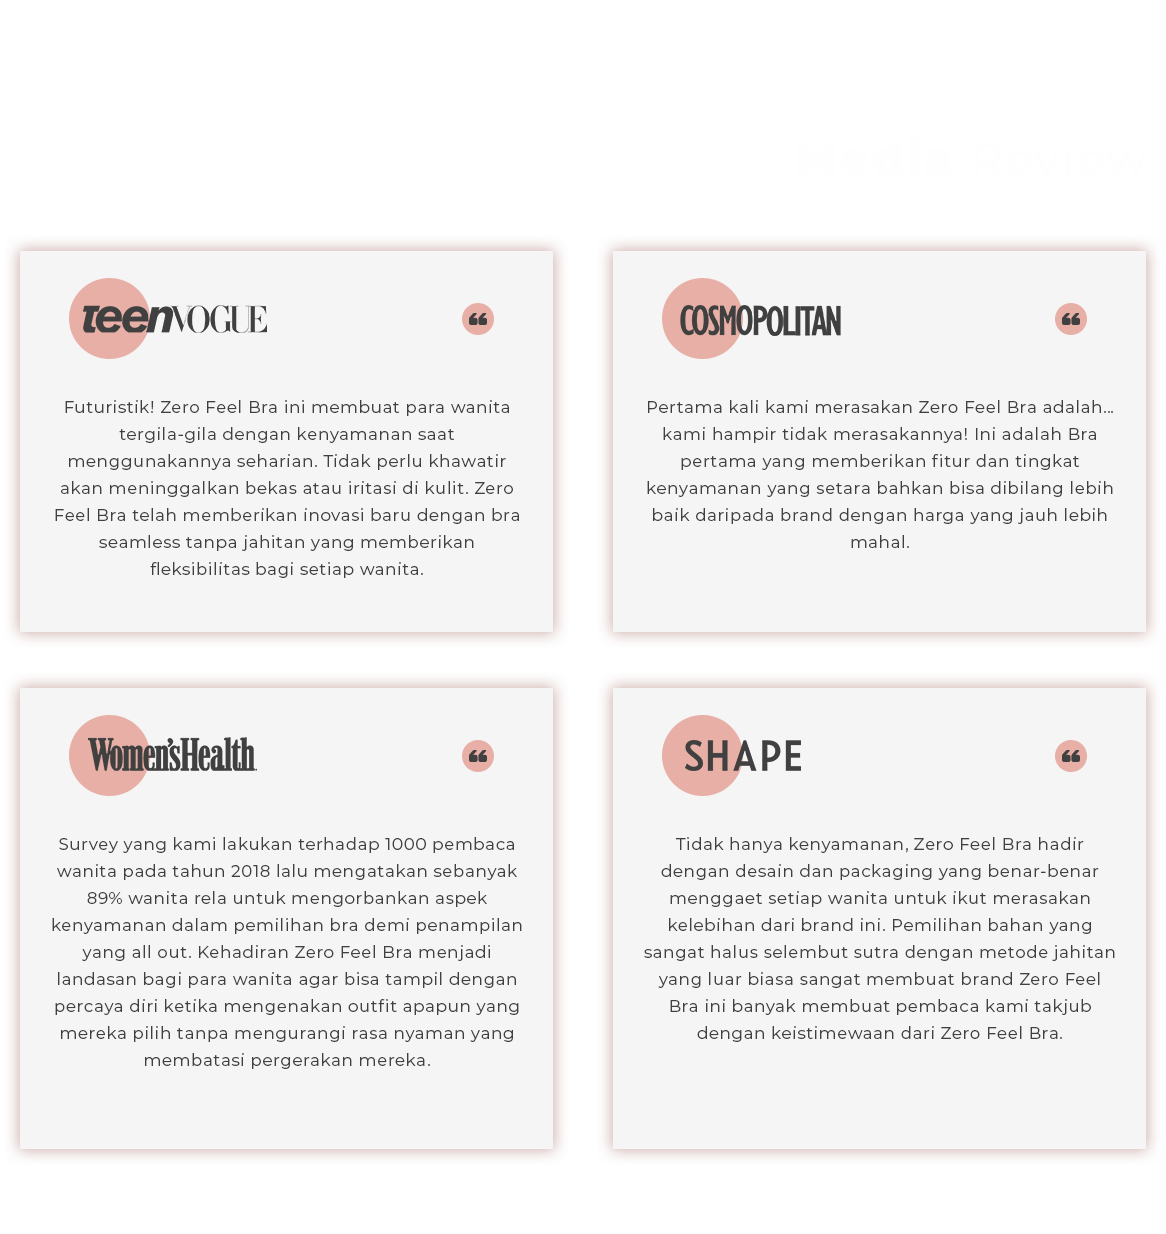 teenVOGUE
Futuristik! Zero Feel Bra ini membuat para wanita
tergila-gila dengan kenyamanan saat
menggunakannya seharian. Tidak perlu khawatir
akan meninggalkan bekas atau iritasi di kulit. Zero
Feel Bra telah memberikan inovasi baru dengan bra
seamless tanpa jahitan yang memberikan
fleksibilitas bagi setiap wanita.
COSMOPOLITAN
Pertama kali kami merasakan Zero Feel Bra adalah...
kami hampir tidak merasakannya! Ini adalah Bra
pertama yang memberikan fitur dan tingkat
kenyamanan yang setara bahkan bisa dibilang lebih
baik daripada brand dengan harga yang jauh lebih
mahal.
Women'sHealth
Survey yang kami lakukan terhadap 1000 pembaca
wanita pada tahun 2018 lalu mengatakan sebanyak
89% wanita rela untuk mengorbankan aspek
kenyamanan dalam pemilihan bra demi penampilan
yang all out. Kehadiran Zero Feel Bra menjadi
landasan bagi para wanita agar bisa tampil dengan
percaya diri ketika mengenakan outfit apapun yang
mereka pilih tanpa mengurangi rasa nyaman yang
membatasi pergerakan mereka.
SHAPE
Tidak hanya kenyamanan, Zero Feel Bra hadir
dengan desain dan packaging yang benar-benar
menggaet setiap wanita untuk ikut merasakan
kelebihan dari brand ini. Pemilihan bahan yang
sangat halus selembut sutra dengan metode jahitan
yang luar biasa sangat membuat brand Zero Feel
Bra ini banyak membuat pembaca kami takjub
dengan keistimewaan dari Zero Feel Bra.